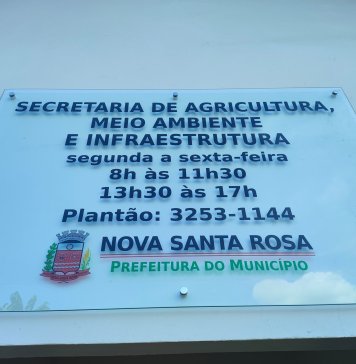 SECRETARIA DE AGRICULTURA,
MEIO AMBIENTE
E INFRAESTRUTURA
segunda a sexta-feira
8h às 11h30
13h30 às 17h
Plantão: 3253-1144
NOVA SANTA ROSA
PREFEITURA DO MUNICÍPIO